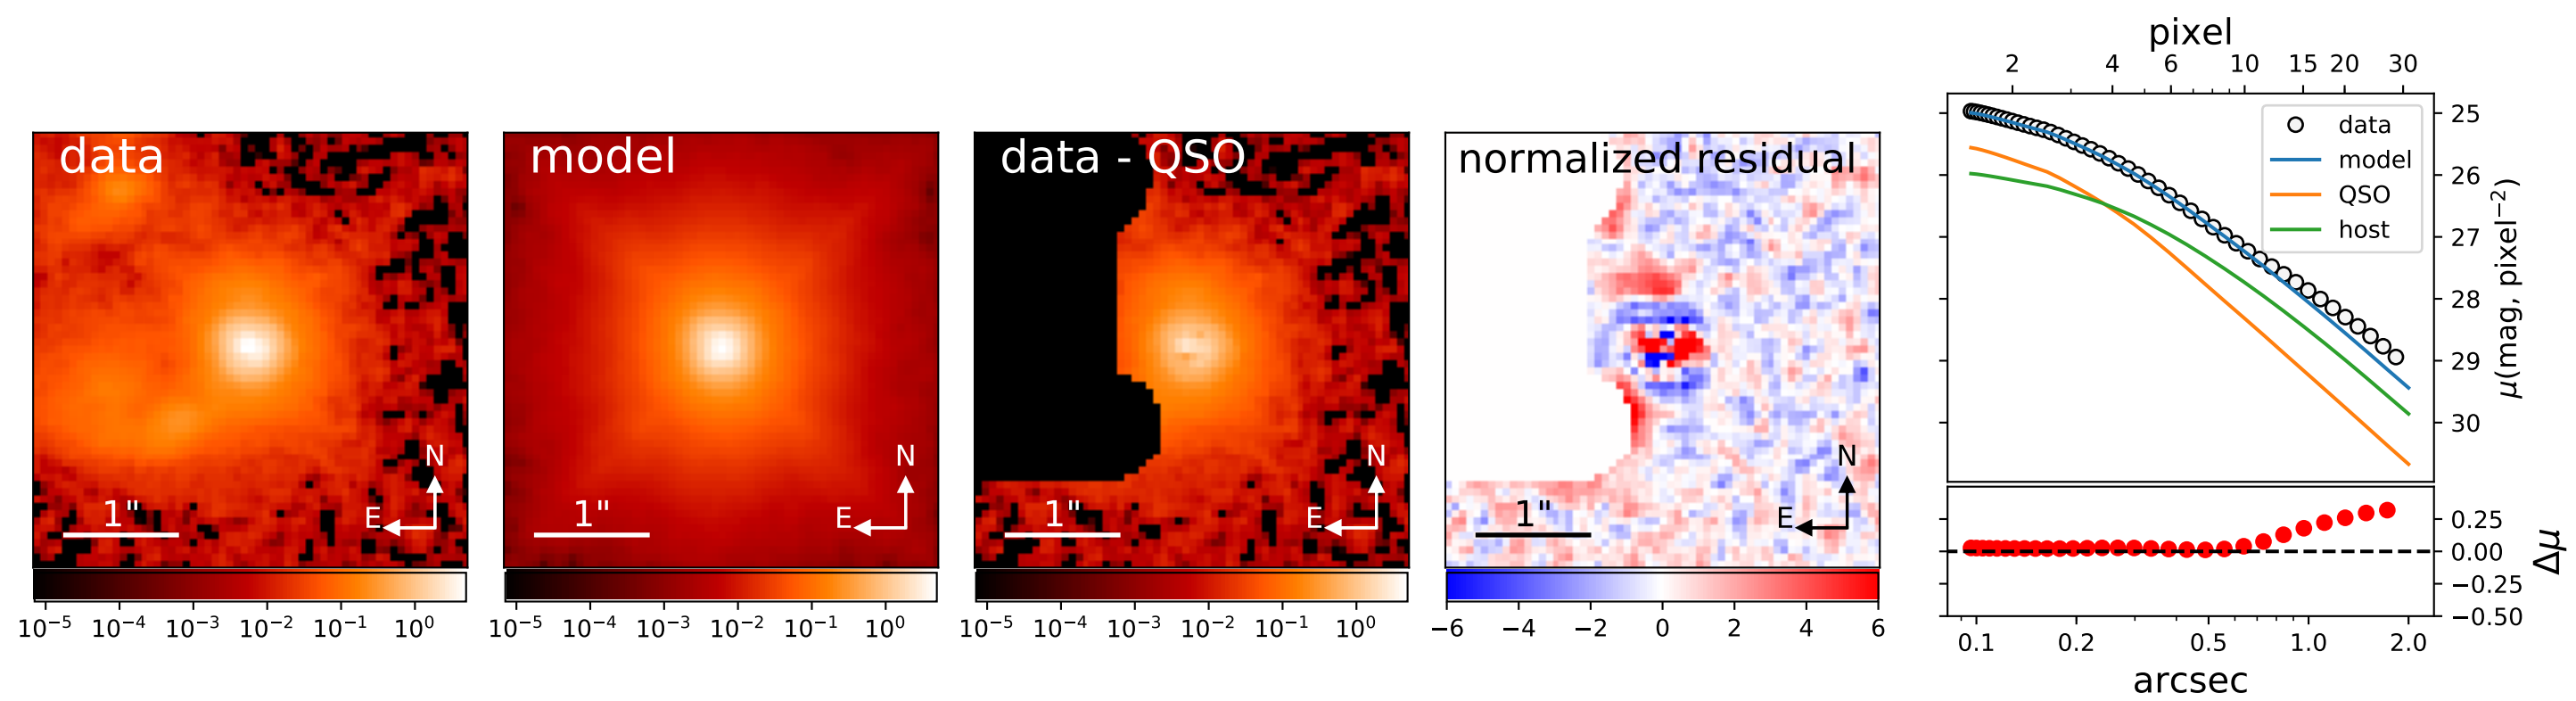 data
1"
N
E
10⁻⁵ 10⁻⁴ 10⁻³ 10⁻² 10⁻¹ 10⁰
model
1"
N
E
10⁻⁵ 10⁻⁴ 10⁻³ 10⁻² 10⁻¹ 10⁰
data - QSO
1"
N
E
10⁻⁵ 10⁻⁴ 10⁻³ 10⁻² 10⁻¹ 10⁰
normalized residual
1"
N
E
−6 −4 −2 0 2 4 6
pixel
2 4 6 10 15 20 30
data
model
QSO
host
25
26
27
28
29
30
μ(mag, pixel⁻²)
0.25
0.00
−0.25
−0.50
Δμ
0.1 0.2 0.5 1.0 2.0
arcsec